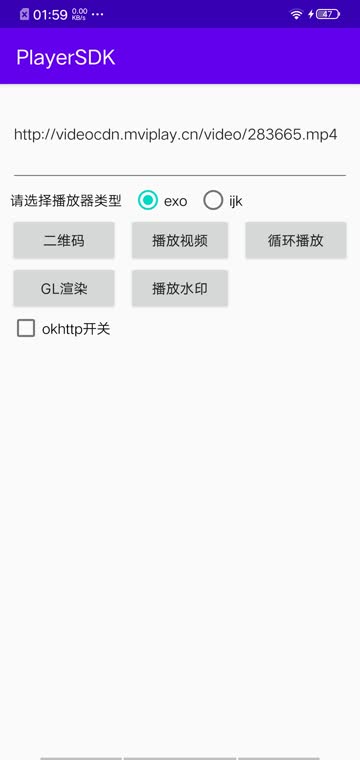 01:59 0.00 KB/s ··· 47
PlayerSDK
http://videocdn.mviplay.cn/video/283665.mp4
请选择播放器类型 exo ijk
二维码 播放视频 循环播放
GL渲染 播放水印
okhttp开关